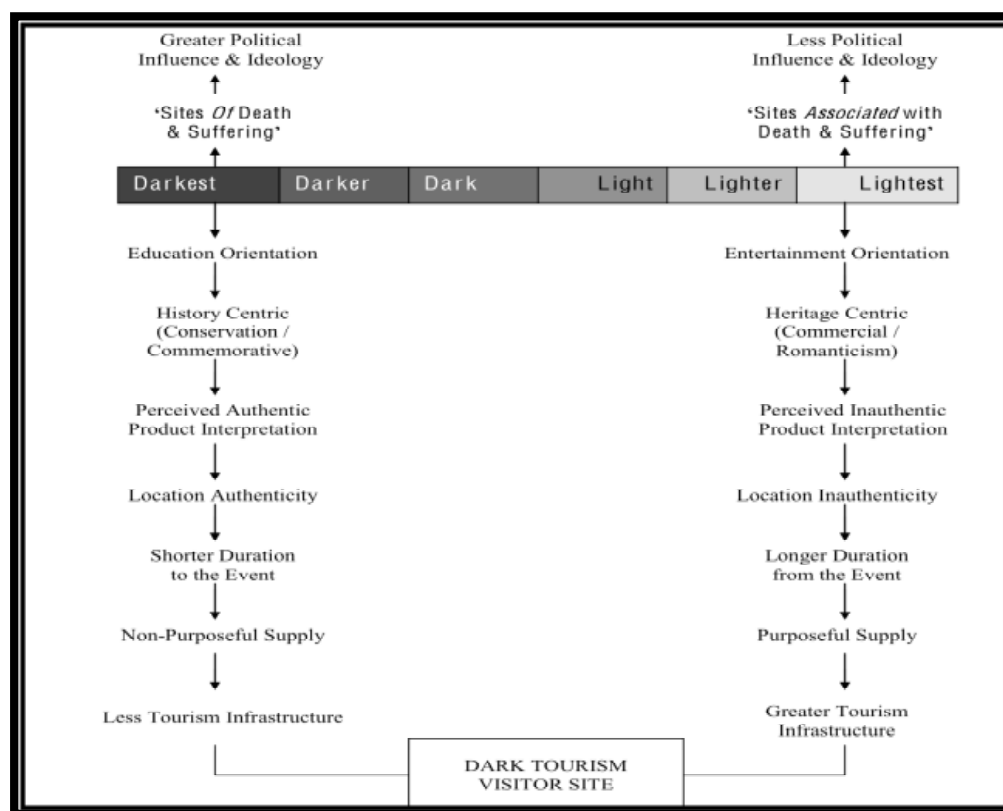 Greater Political
Influence & Ideology
Less Political
Influence & Ideology
‘Sites Of Death
& Suffering’
‘Sites Associated with
Death & Suffering’
Darkest Darker Dark Light Lighter Lightest
Education Orientation
Entertainment Orientation
History Centric
(Conservation /
Commemorative)
Heritage Centric
(Commercial /
Romanticism)
Perceived Authentic
Product Interpretation
Perceived Inauthentic
Product Interpretation
Location Authenticity
Location Inauthenticity
Shorter Duration
to the Event
Longer Duration
from the Event
Non-Purposeful Supply
Purposeful Supply
Less Tourism Infrastructure
Greater Tourism
Infrastructure
DARK TOURISM
VISITOR SITE